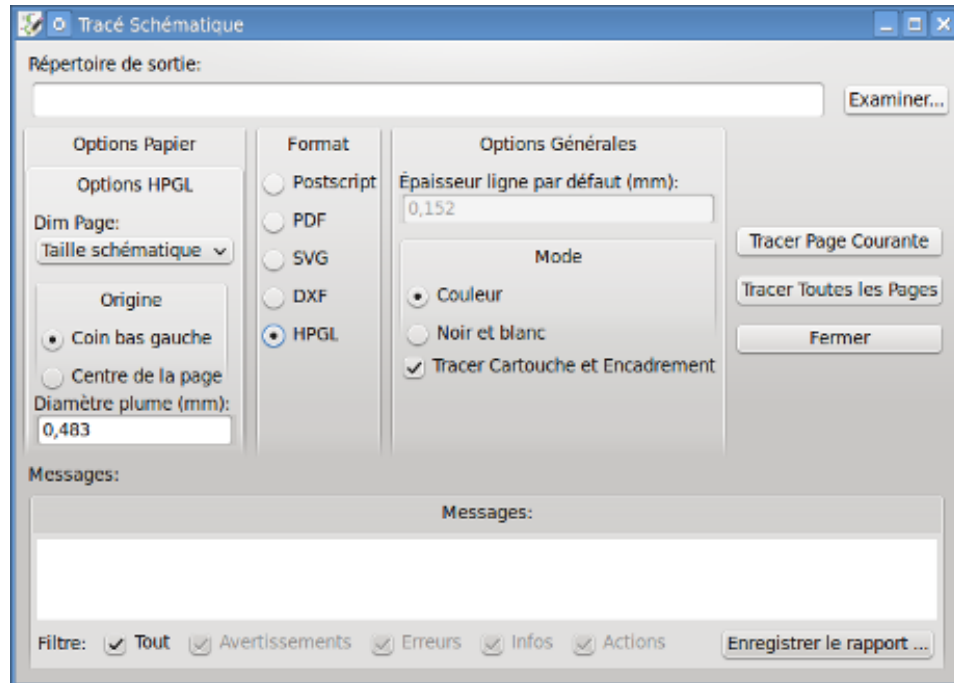 Tracé Schématique
Répertoire de sortie:
Examiner...
Options Papier
Options HPGL
Dim Page:
Taille schématique
Origine
Coin bas gauche
Centre de la page
Diamètre plume (mm):
0,483
Format
Postscript
PDF
SVG
DXF
HPGL
Options Générales
Épaisseur ligne par défaut (mm):
0,152
Mode
Couleur
Noir et blanc
Tracer Cartouche et Encadrement
Tracer Page Courante
Tracer Toutes les Pages
Fermer
Messages:
Messages:
Filtre: Tout Avertissements Erreurs Infos Actions Enregistrer le rapport ...